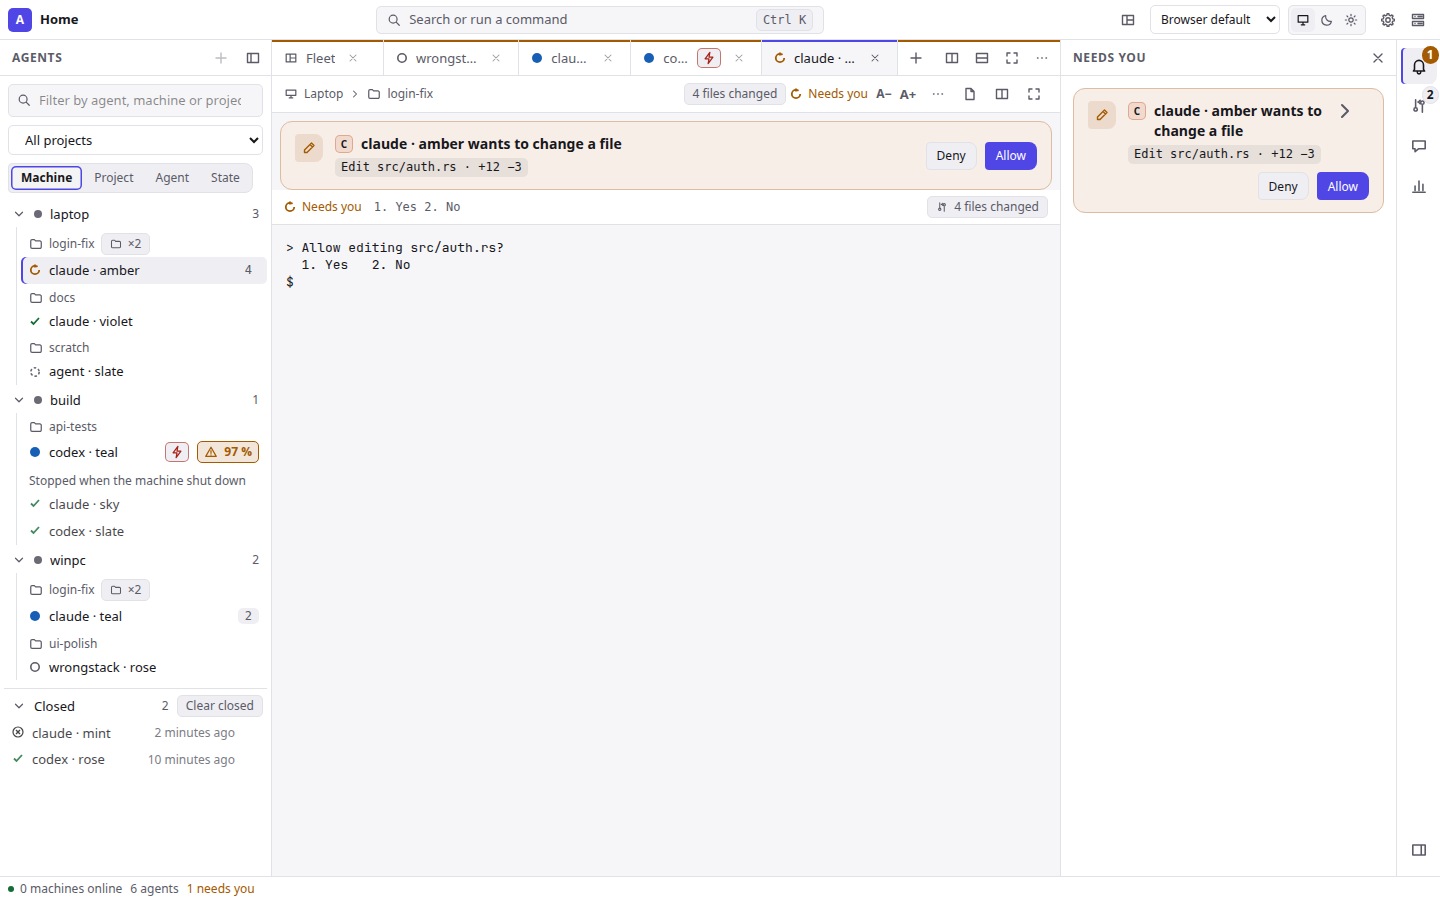 A Home
Search or run a command Ctrl K
Browser default
AGENTS
Filter by agent, machine or projec
All projects
Machine Project Agent State
laptop 3
login-fix ×2
claude · amber 4
docs
claude · violet
scratch
agent · slate
build 1
api-tests
codex · teal 97 %
Stopped when the machine shut down
claude · sky
codex · slate
winpc 2
login-fix ×2
claude · teal 2
ui-polish
wrongstack · rose
Closed 2 Clear closed
claude · mint 2 minutes ago
codex · rose 10 minutes ago
Fleet wrongst... clau... co... claude · ...
Laptop login-fix 4 files changed Needs you A− A+
C claude · amber wants to change a file
Edit src/auth.rs · +12 −3
Deny Allow
Needs you 1. Yes 2. No 4 files changed
> Allow editing src/auth.rs?
1. Yes 2. No
$
NEEDS YOU
C claude · amber wants to
change a file
Edit src/auth.rs · +12 −3
Deny Allow
1
2
0 machines online 6 agents 1 needs you